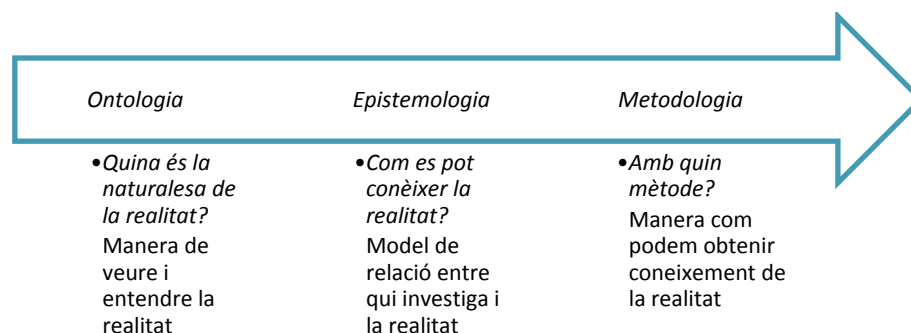 Ontologia
Epistemologia
Metodologia
•Quina és la
naturalesa de
la realitat?
Manera de
veure i
entendre la
realitat
•Com es pot
conèixer la
realitat?
Model de
relació entre
qui investiga i
la realitat
•Amb quin
mètode?
Manera com
podem obtenir
coneixement de
la realitat